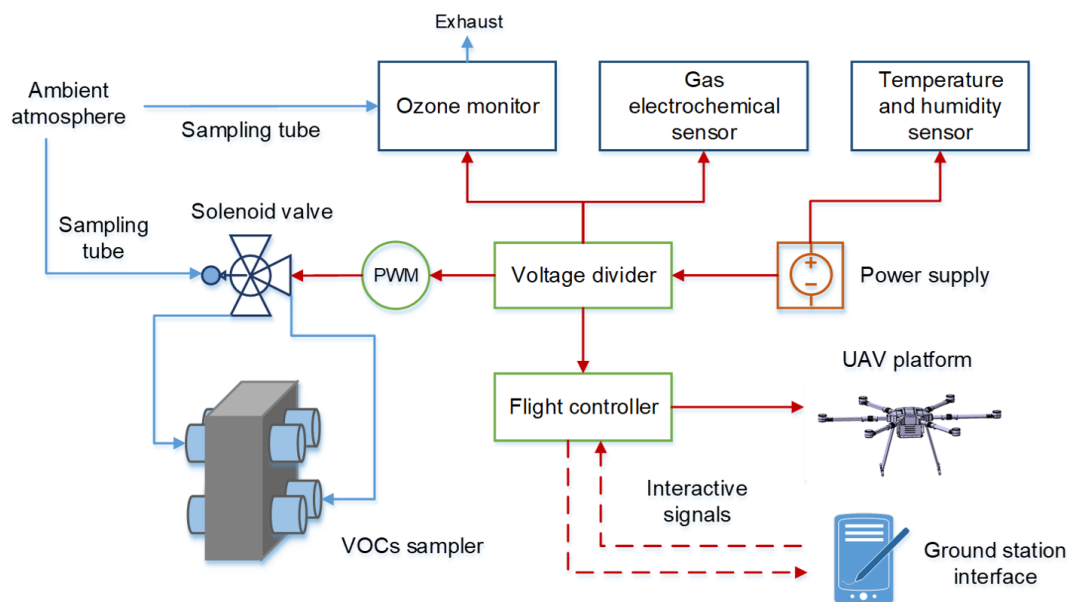 Exhaust
Ambient
atmosphere
Sampling tube
Ozone monitor
Gas
electrochemical
sensor
Temperature
and humidity
sensor
Sampling
tube
Solenoid valve
PWM
Voltage divider
+
−
Power supply
Flight controller
UAV platform
Interactive
signals
VOCs sampler
Ground station
interface